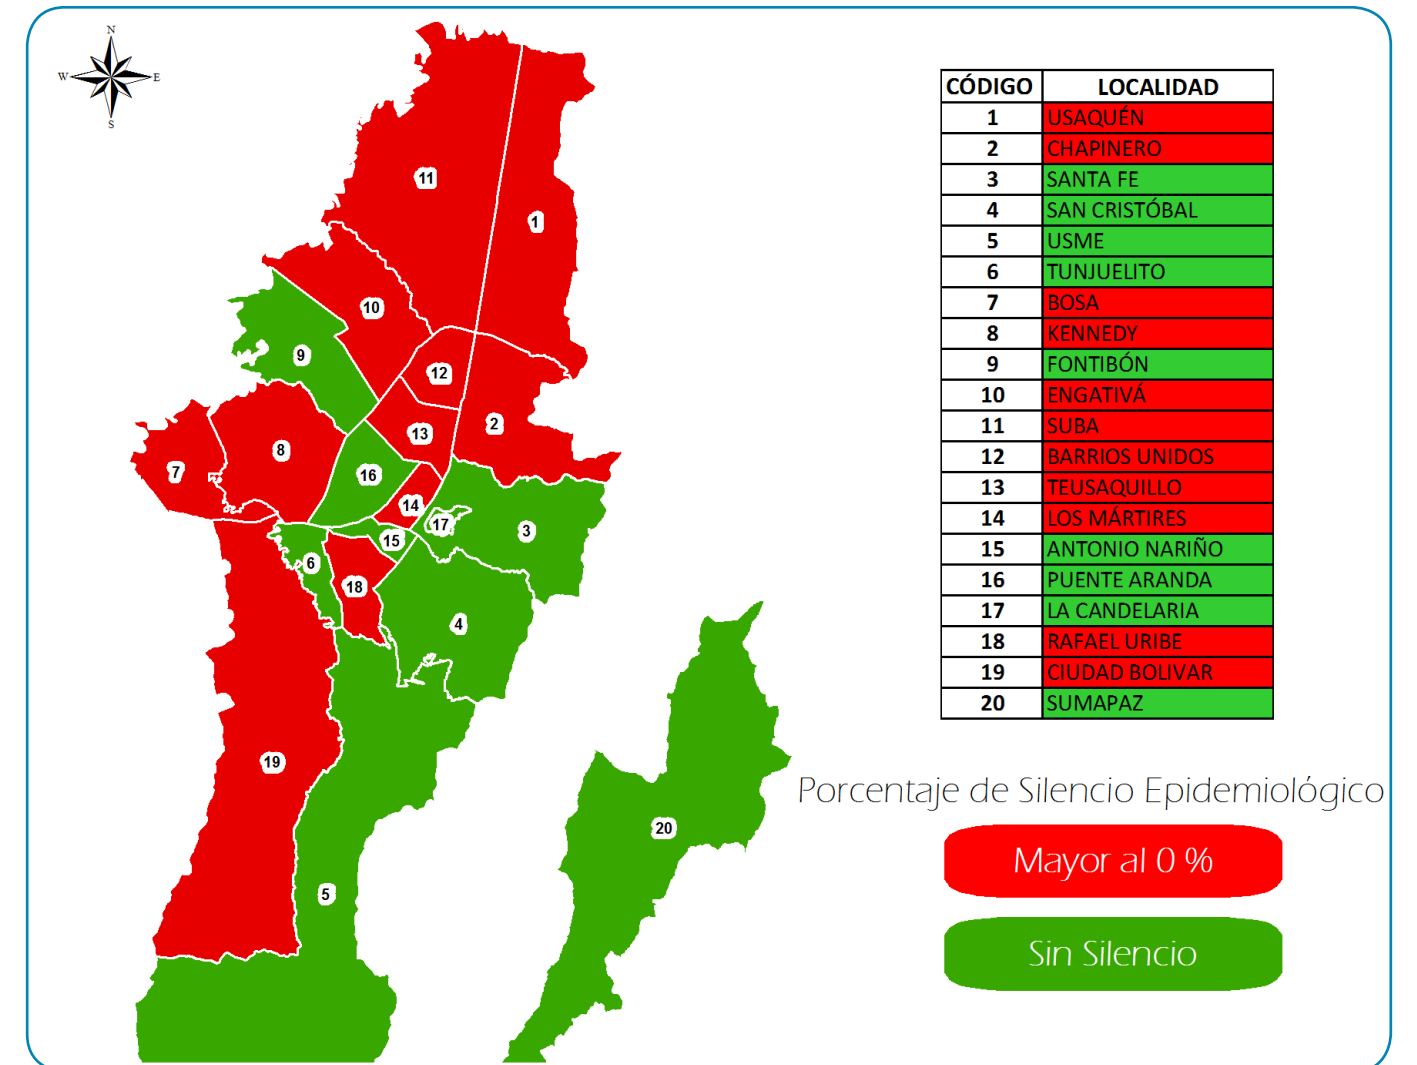 N
W E
S
CÓDIGO LOCALIDAD
1 USAQUÉN
2 CHAPINERO
3 SANTA FE
4 SAN CRISTÓBAL
5 USME
6 TUNJUELITO
7 BOSA
8 KENNEDY
9 FONTIBÓN
10 ENGATIVÁ
11 SUBA
12 BARRIOS UNIDOS
13 TEUSAQUILLO
14 LOS MÁRTIRES
15 ANTONIO NARIÑO
16 PUENTE ARANDA
17 LA CANDELARIA
18 RAFAEL URIBE
19 CIUDAD BOLIVAR
20 SUMAPAZ
11
1
10
9
12
2
13
8
7
16
14
17
3
15
6
18
4
19
20
5
Porcentaje de Silencio Epidemiológico
Mayor al 0 %
Sin Silencio